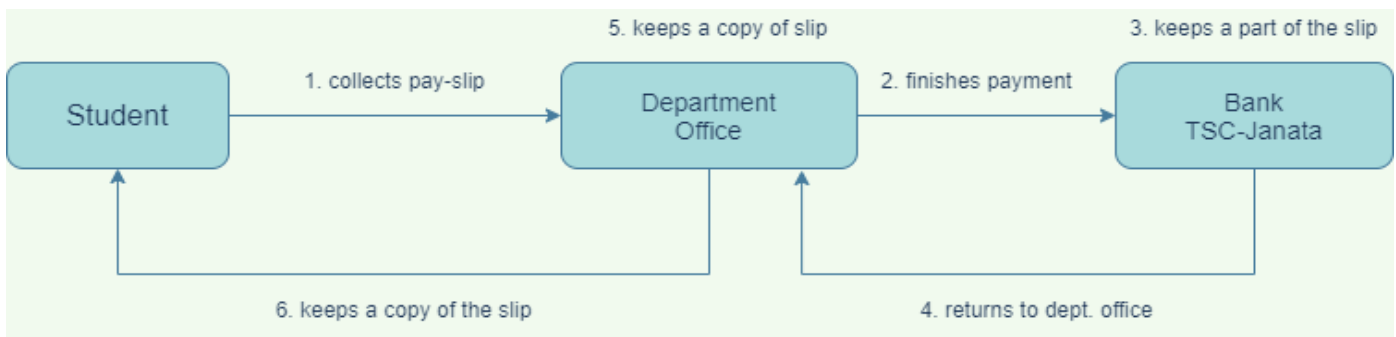 5. keeps a copy of slip
3. keeps a part of the slip
1. collects pay-slip
2. finishes payment
Student
Department
Office
Bank
TSC-Janata
6. keeps a copy of the slip
4. returns to dept. office